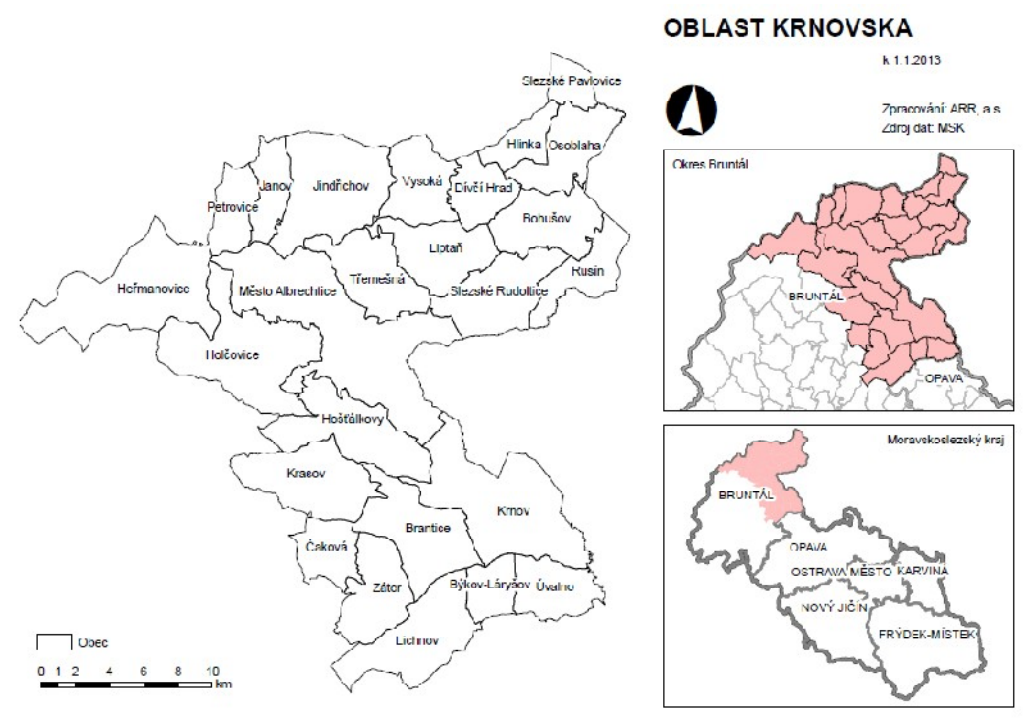 OBLAST KRNOVSKA
k 1.1.2013
Zpracování: ARR, a.s.
Zdroj dat: MSK
Slezské Pavlovice
Hlinka
Osoblaha
Janov
Jindřichov
Vysoká
Dívčí Hrad
Petrovice
Bohušov
Liptaň
Rusín
Heřmanovice
Město Albrechtice
Třemešná
Slezské Rudoltice
Holčovice
Hošťálkovy
Krasov
Krnov
Brantice
Čaková
Zátor
Býkov-Láryšov
Úvalno
Lichnov
Obec
0 1 2 4 6 8 10
km
Okres Bruntál
BRUNTÁL
OPAVA
Moravskoslezský kraj
BRUNTÁL
OPAVA
OSTRAVA MĚSTO
KARVINÁ
NOVÝ JIČÍN
FRÝDEK-MÍSTEK